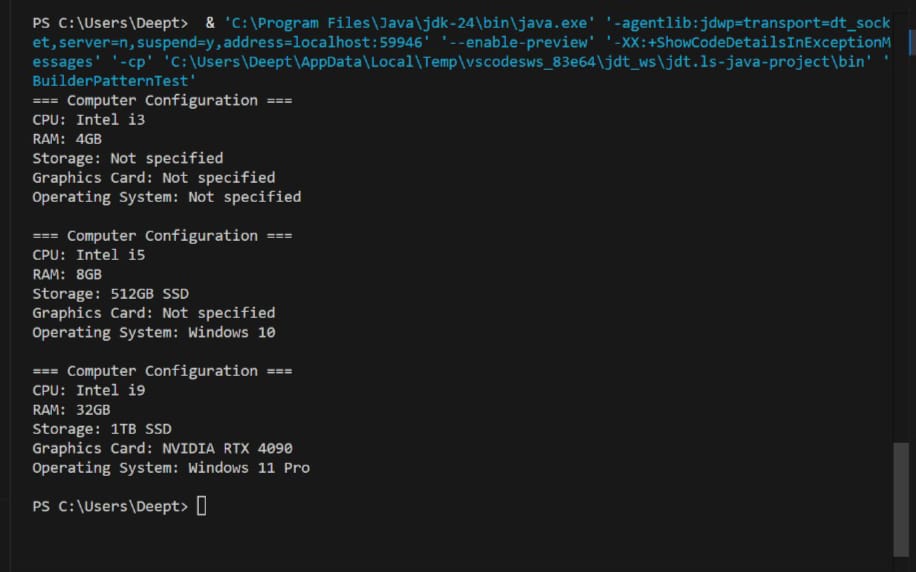 PS C:\Users\Deept>  & 'C:\Program Files\Java\jdk-24\bin\java.exe' '-agentlib:jdwp=transport=dt_sock
et,server=n,suspend=y,address=localhost:59946' '--enable-preview' '-XX:+ShowCodeDetailsInExceptionM
essages' '-cp' 'C:\Users\Deept\AppData\Local\Temp\vscodesws_83e64\jdt_ws\jdt.ls-java-project\bin' '
BuilderPatternTest'
=== Computer Configuration ===
CPU: Intel i3
RAM: 4GB
Storage: Not specified
Graphics Card: Not specified
Operating System: Not specified
=== Computer Configuration ===
CPU: Intel i5
RAM: 8GB
Storage: 512GB SSD
Graphics Card: Not specified
Operating System: Windows 10
=== Computer Configuration ===
CPU: Intel i9
RAM: 32GB
Storage: 1TB SSD
Graphics Card: NVIDIA RTX 4090
Operating System: Windows 11 Pro
PS C:\Users\Deept>